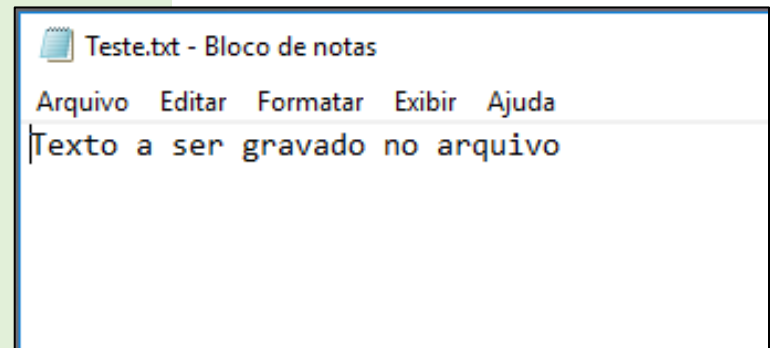 Teste.txt - Bloco de notas
Arquivo Editar Formatar Exibir Ajuda
Texto a ser gravado no arquivo